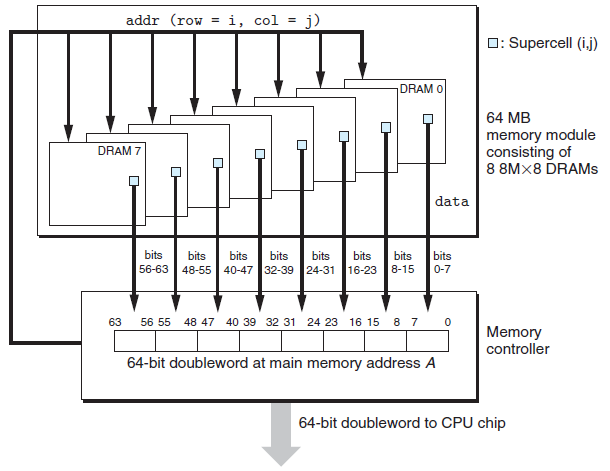 addr (row = i, col = j)
: Supercell (i,j)
DRAM 0
64 MB
memory module
consisting of
8 8M×8 DRAMs
DRAM 7
data
bits bits bits bits bits bits bits bits
56-63 48-55 40-47 32-39 24-31 16-23 8-15 0-7
63 56 55 48 47 40 39 32 31 24 23 16 15 8 7 0
Memory
controller
64-bit doubleword at main memory address A
64-bit doubleword to CPU chip